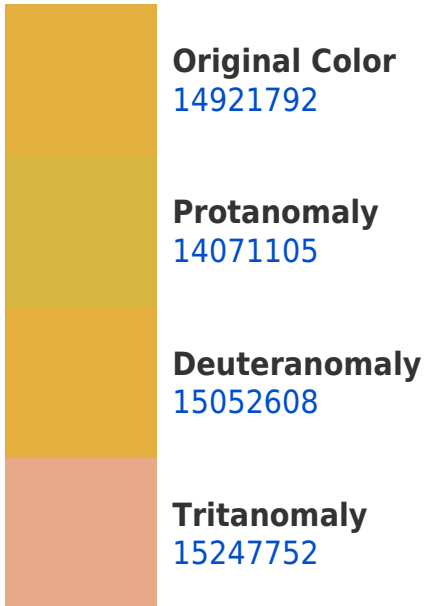 Original Color
14921792
Protanomaly
14071105
Deuteranomaly
15052608
Tritanomaly
15247752